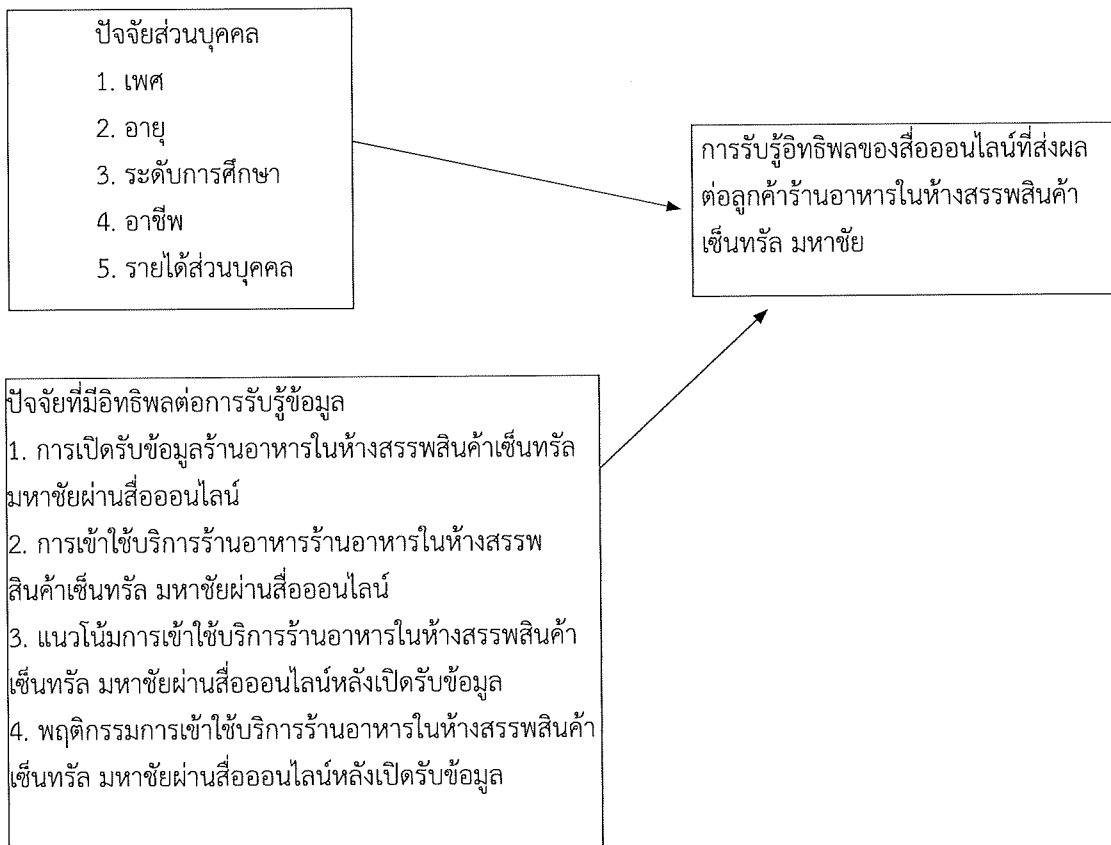 ปัจจัยส่วนบุคคล
1. เพศ
2. อายุ
3. ระดับการศึกษา
4. อาชีพ
5. รายได้ส่วนบุคคล
การรับรู้อิทธิพลของสื่อออนไลน์ที่ส่งผล
ต่อลูกค้าร้านอาหารในห้างสรรพสินค้า
เซ็นทรัล มหาชัย
ปัจจัยที่มีอิทธิพลต่อการรับรู้ข้อมูล
1. การเปิดรับข้อมูลร้านอาหารในห้างสรรพสินค้าเซ็นทรัล
มหาชัยผ่านสื่อออนไลน์
2. การเข้าใช้บริการร้านอาหารร้านอาหารในห้างสรรพ
สินค้าเซ็นทรัล มหาชัยผ่านสื่อออนไลน์
3. แนวโน้มการเข้าใช้บริการร้านอาหารในห้างสรรพสินค้า
เซ็นทรัล มหาชัยผ่านสื่อออนไลน์หลังเปิดรับข้อมูล
4. พฤติกรรมการเข้าใช้บริการร้านอาหารในห้างสรรพสินค้า
เซ็นทรัล มหาชัยผ่านสื่อออนไลน์หลังเปิดรับข้อมูล